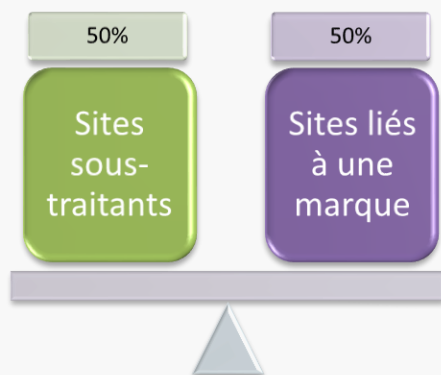 50%
50%
Sites
sous-
traitants
Sites liés
à une
marque